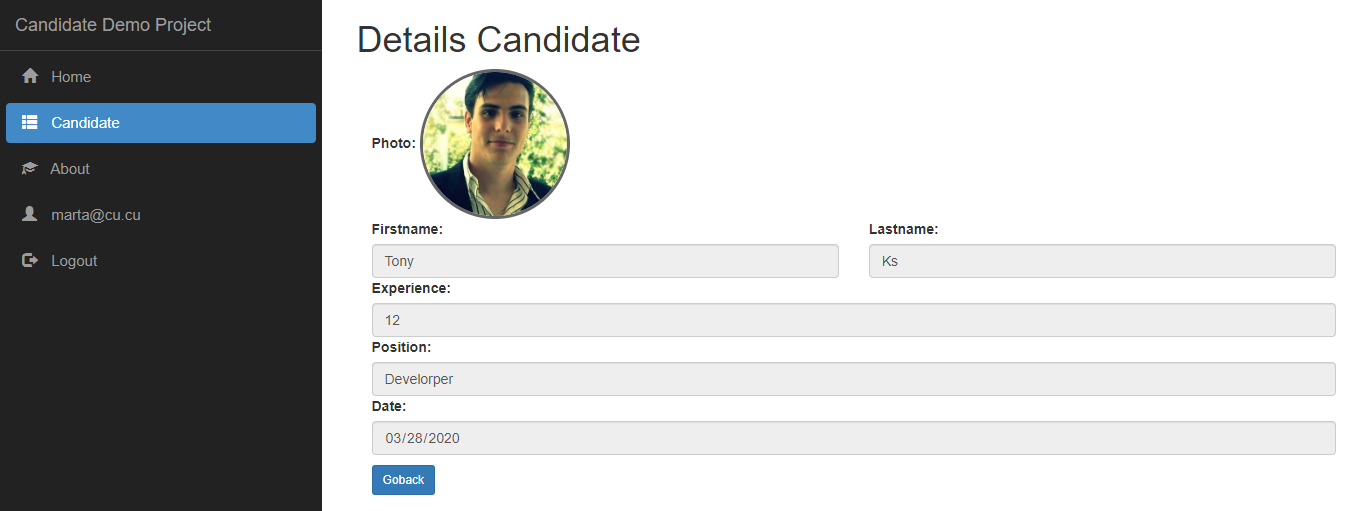 Candidate Demo Project
Home
Candidate
About
marta@cu.cu
Logout
Details Candidate
Photo:
Firstname: Lastname:
Tony Ks
Experience:
12
Position:
Develorper
Date:
03/28/2020
Goback